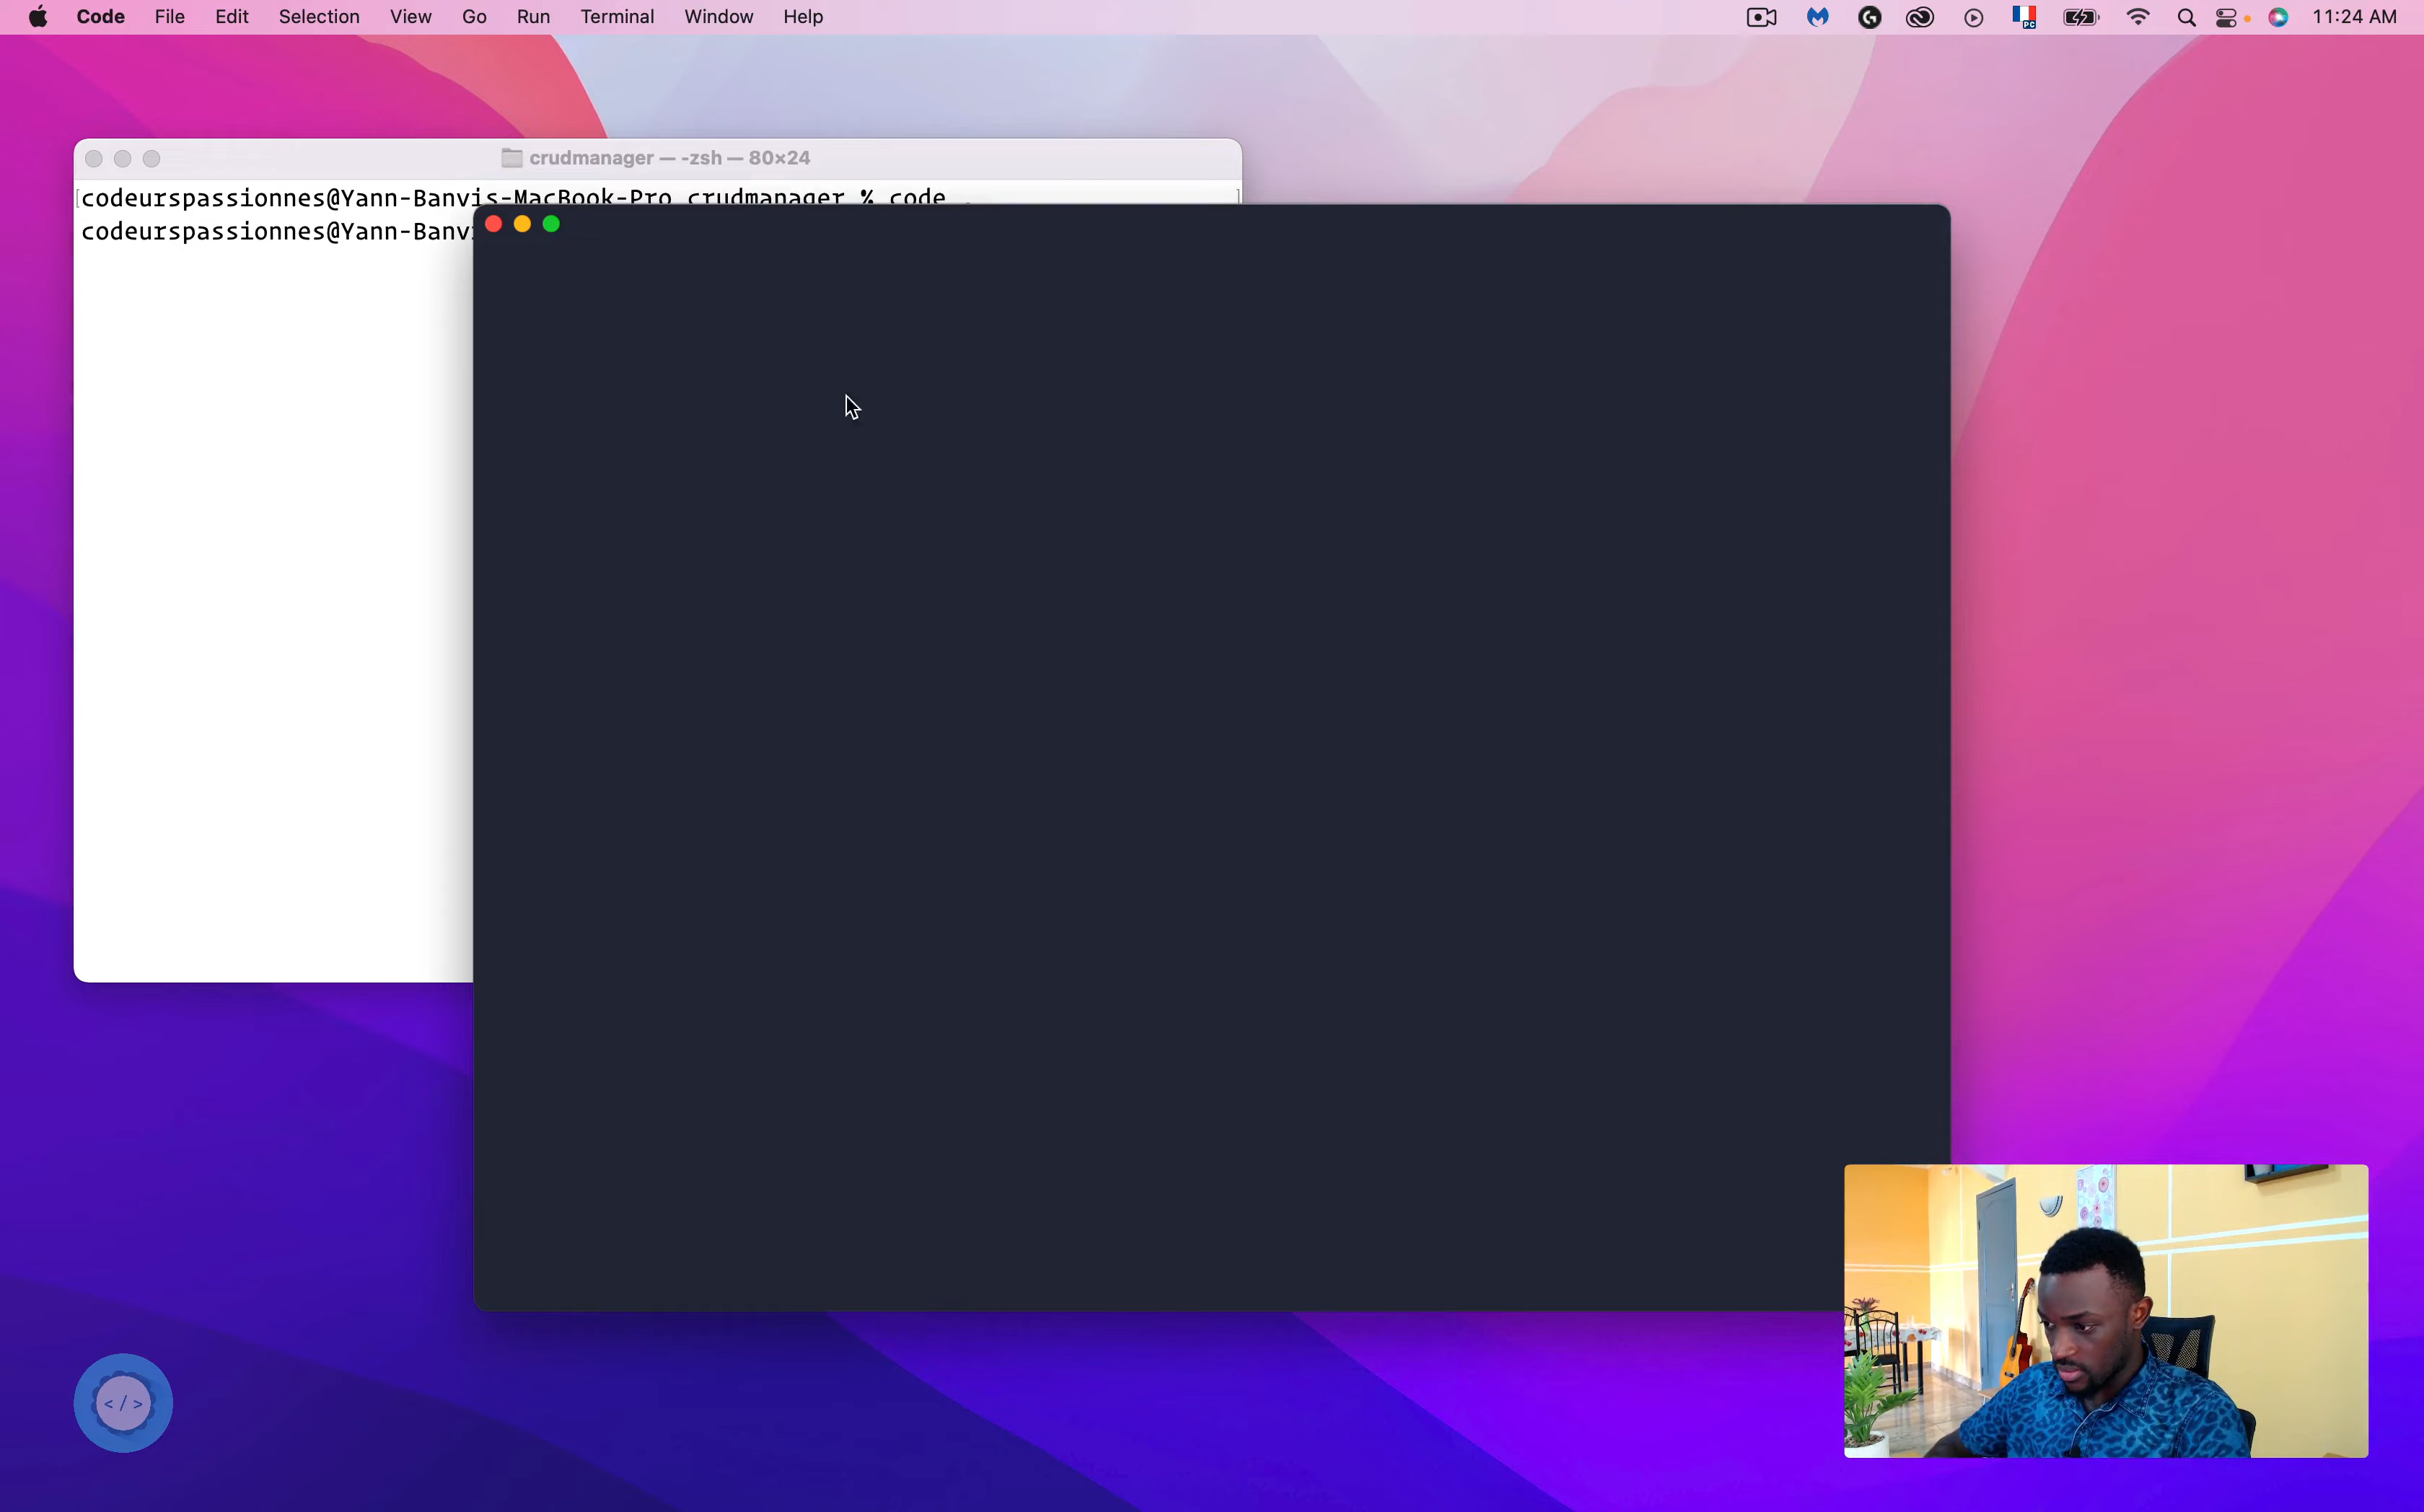 Code File Edit Selection View Go Run Terminal Window Help
PC
11:24 AM
crudmanager — -zsh — 80×24
codeurspassionnes@Yann-Banvis-MacBook-Pro crudmanager % code .
codeurspassionnes@Yann-Banv
</>